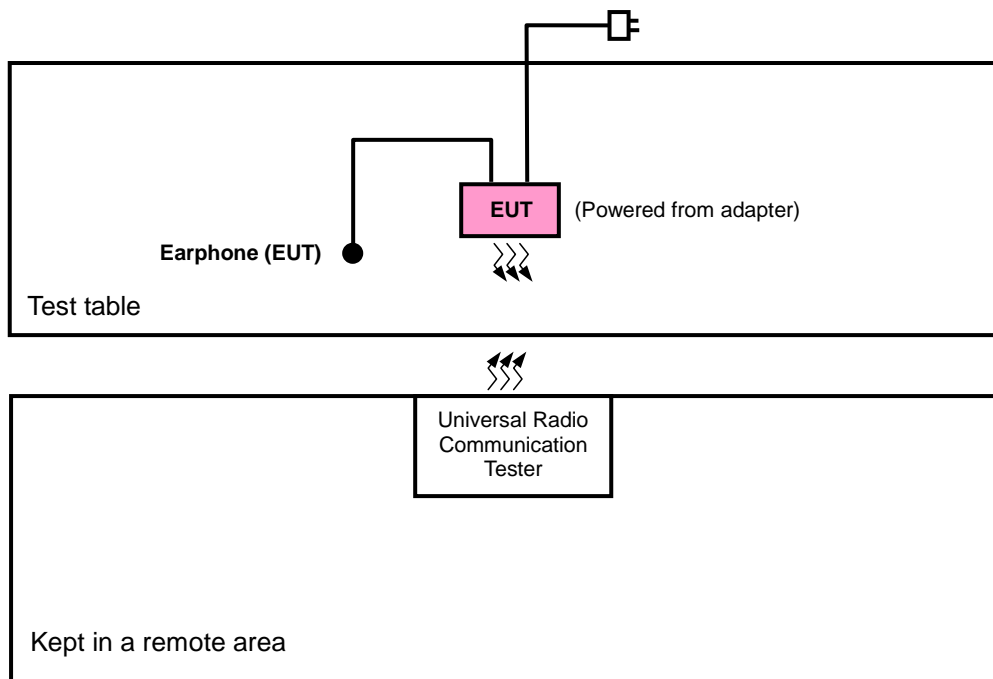 EUT
(Powered from adapter)
Earphone (EUT)
Test table
Universal Radio
Communication
Tester
Kept in a remote area